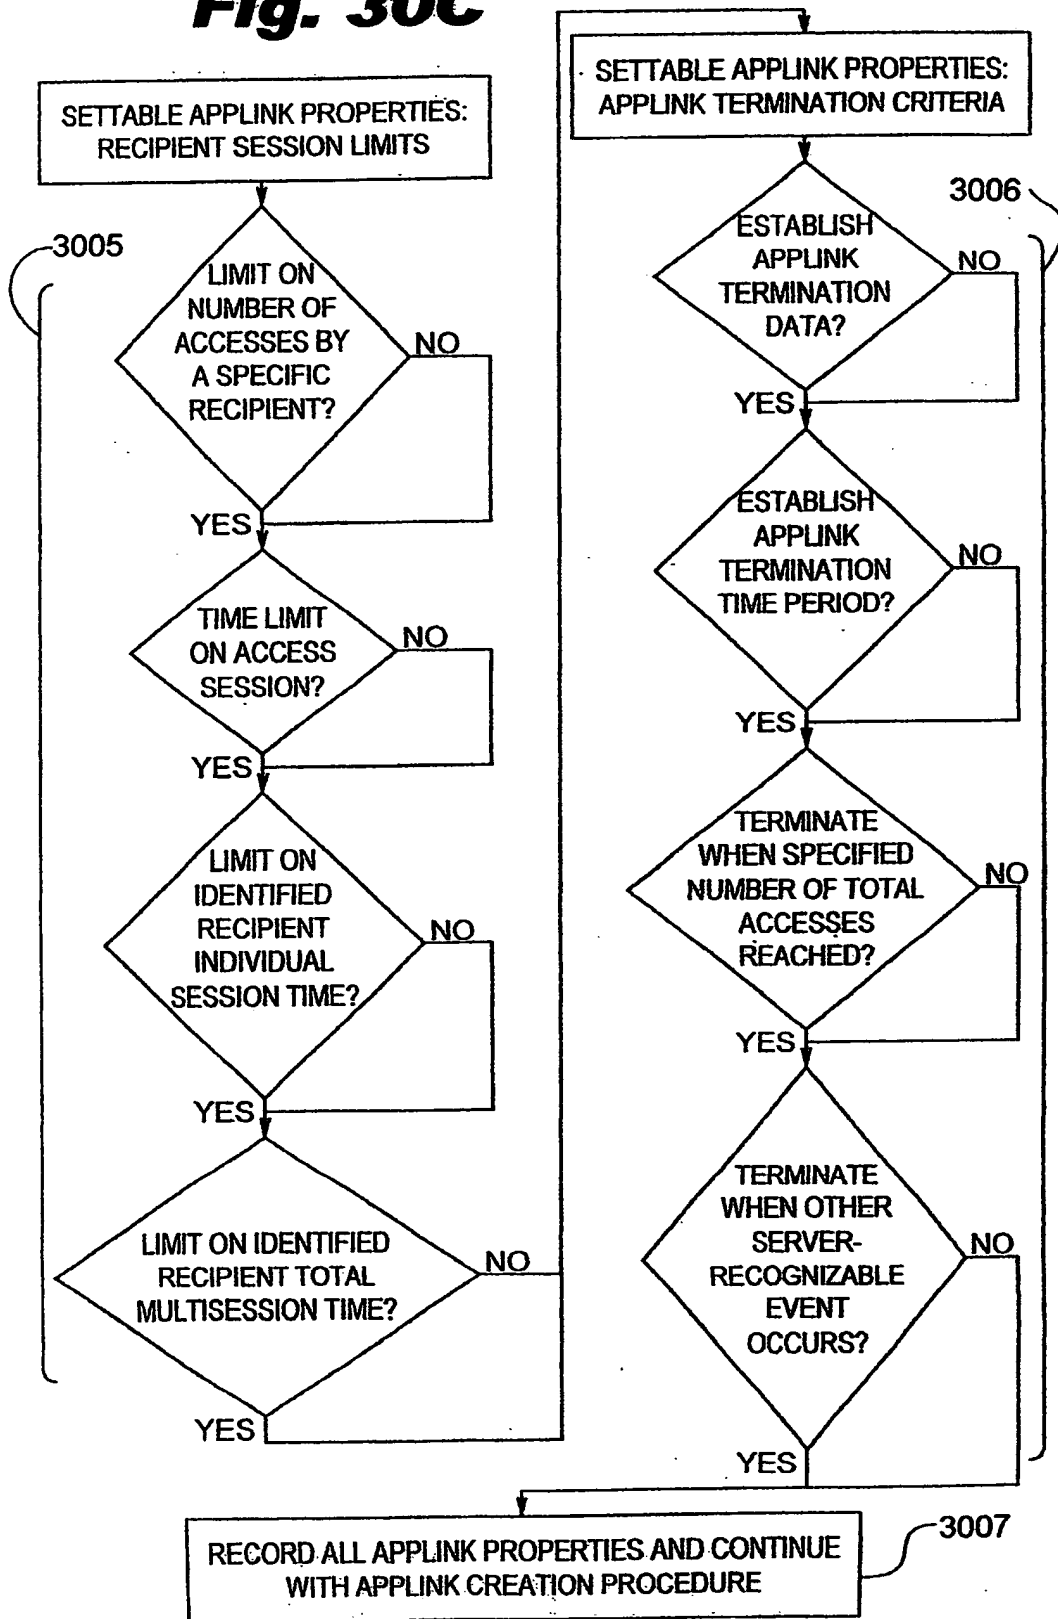 Fig. 30C
SETTABLE APPLINK PROPERTIES:
RECIPIENT SESSION LIMITS
3005
LIMIT ON
NUMBER OF
ACCESSES BY
A SPECIFIC
RECIPIENT?
NO
YES
TIME LIMIT
ON ACCESS
SESSION?
NO
YES
LIMIT ON
IDENTIFIED
RECIPIENT
INDIVIDUAL
SESSION TIME?
NO
YES
LIMIT ON IDENTIFIED
RECIPIENT TOTAL
MULTISESSION TIME?
NO
YES
SETTABLE APPLINK PROPERTIES:
APPLINK TERMINATION CRITERIA
3006
ESTABLISH
APPLINK
TERMINATION
DATA?
NO
YES
ESTABLISH
APPLINK
TERMINATION
TIME PERIOD?
NO
YES
TERMINATE
WHEN SPECIFIED
NUMBER OF TOTAL
ACCESSES
REACHED?
NO
YES
TERMINATE
WHEN OTHER
SERVER-
RECOGNIZABLE
EVENT
OCCURS?
NO
YES
RECORD ALL APPLINK PROPERTIES AND CONTINUE
WITH APPLINK CREATION PROCEDURE
3007